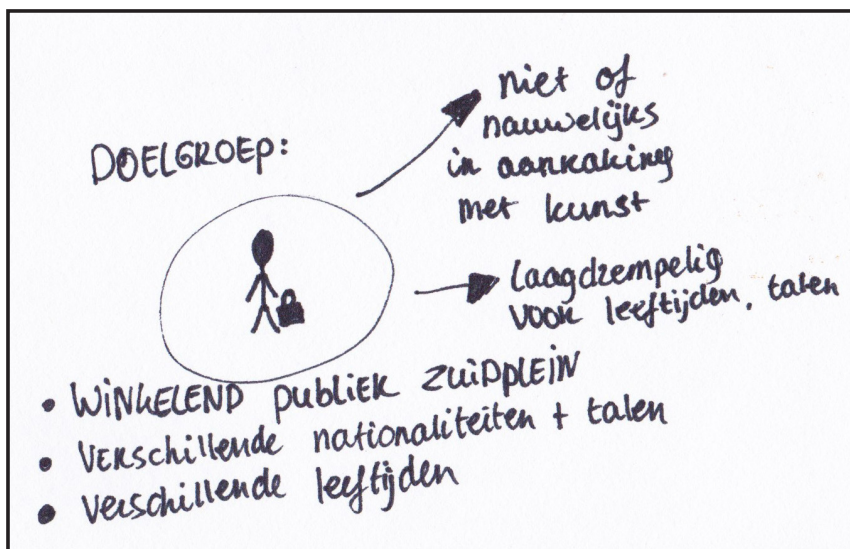 DOELGROEP:
niet of
nauwelijks
in aanraking
met kunst
laagdrempelig
voor leeftijden, talen
• WINKELEND publiek ZUIDPLEIN
• VERschillende nationaliteiten + talen
• Verschillende leeftijden